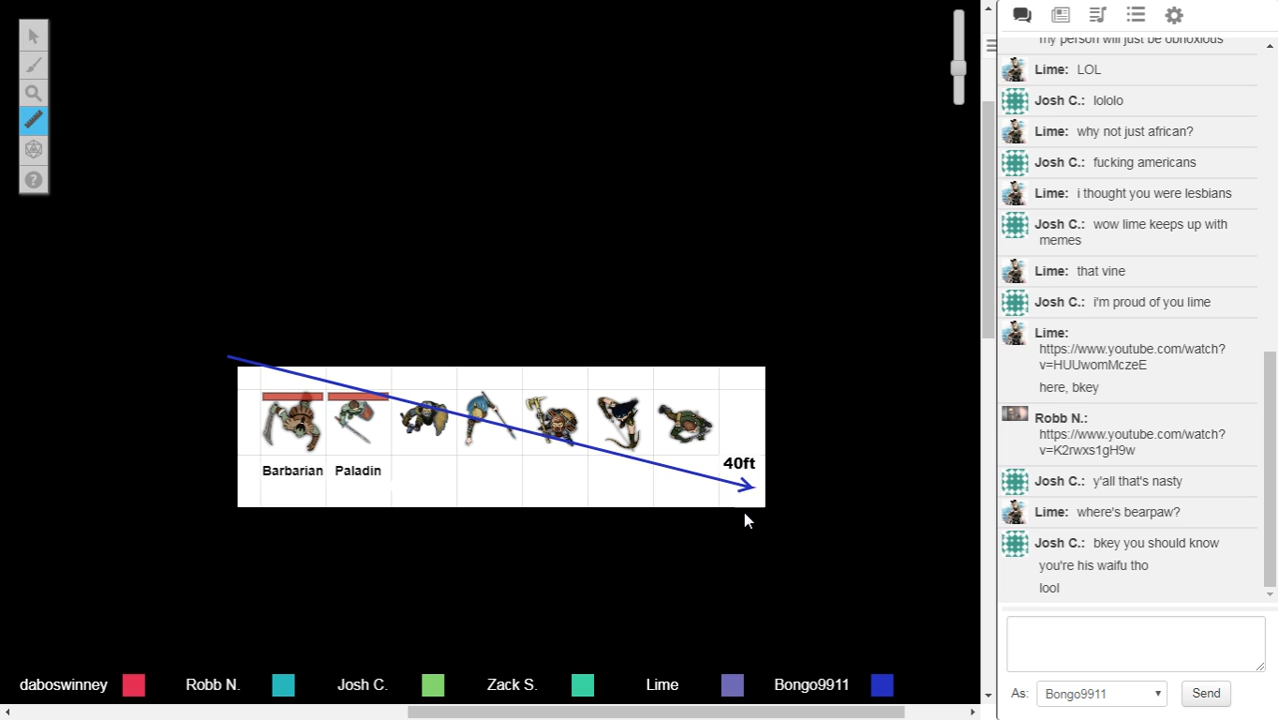 my person will just be obnoxious
Lime: LOL
Josh C.: lololo
Lime: why not just african?
Josh C.: fucking americans
Lime: i thought you were lesbians
Josh C.: wow lime keeps up with
memes
Lime: that vine
Josh C.: i'm proud of you lime
Lime:
https://www.youtube.com/watch?
v=HUUwomMczeE
here, bkey
Robb N.:
https://www.youtube.com/watch?
v=K2rwxs1gH9w
Josh C.: y'all that's nasty
Lime: where's bearpaw?
Josh C.: bkey you should know
you're his waifu tho
lool
40ft
Barbarian Paladin
daboswinney Robb N. Josh C. Zack S. Lime Bongo9911
As: Bongo9911 Send